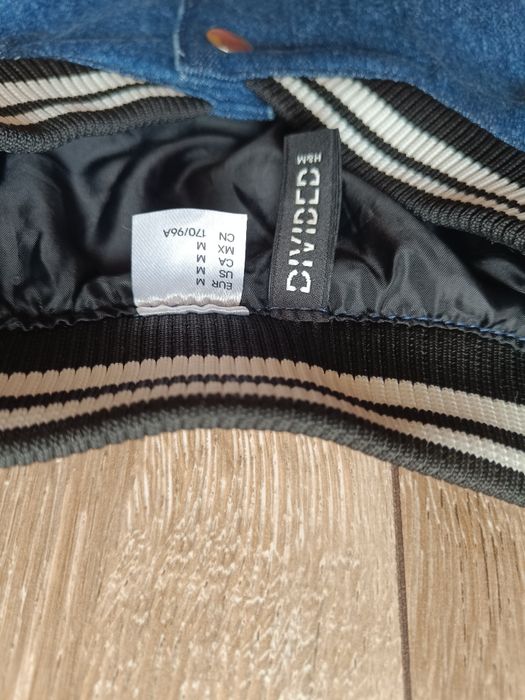 EUR M
US M
CA M
MX M
CN 170/96A
DIVIDED
H&M